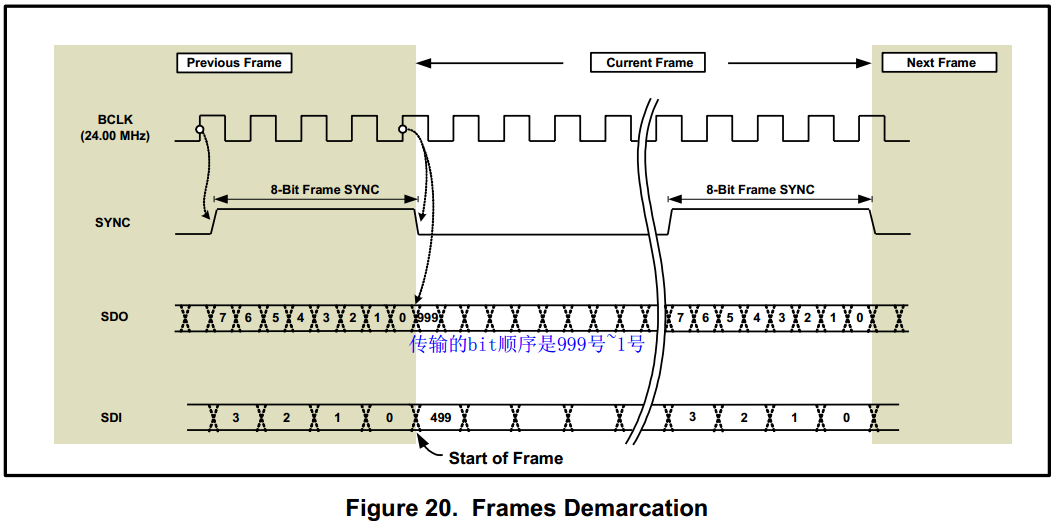 Previous Frame
Current Frame
Next Frame
BCLK
(24.00 MHz)
8-Bit Frame SYNC
8-Bit Frame SYNC
SYNC
SDO
7 6 5 4 3 2 1 0 999 7 6 5 4 3 2 1 0
传输的bit顺序是999号~1号
SDI
3 2 1 0 499 3 2 1 0
Start of Frame
Figure 20. Frames Demarcation